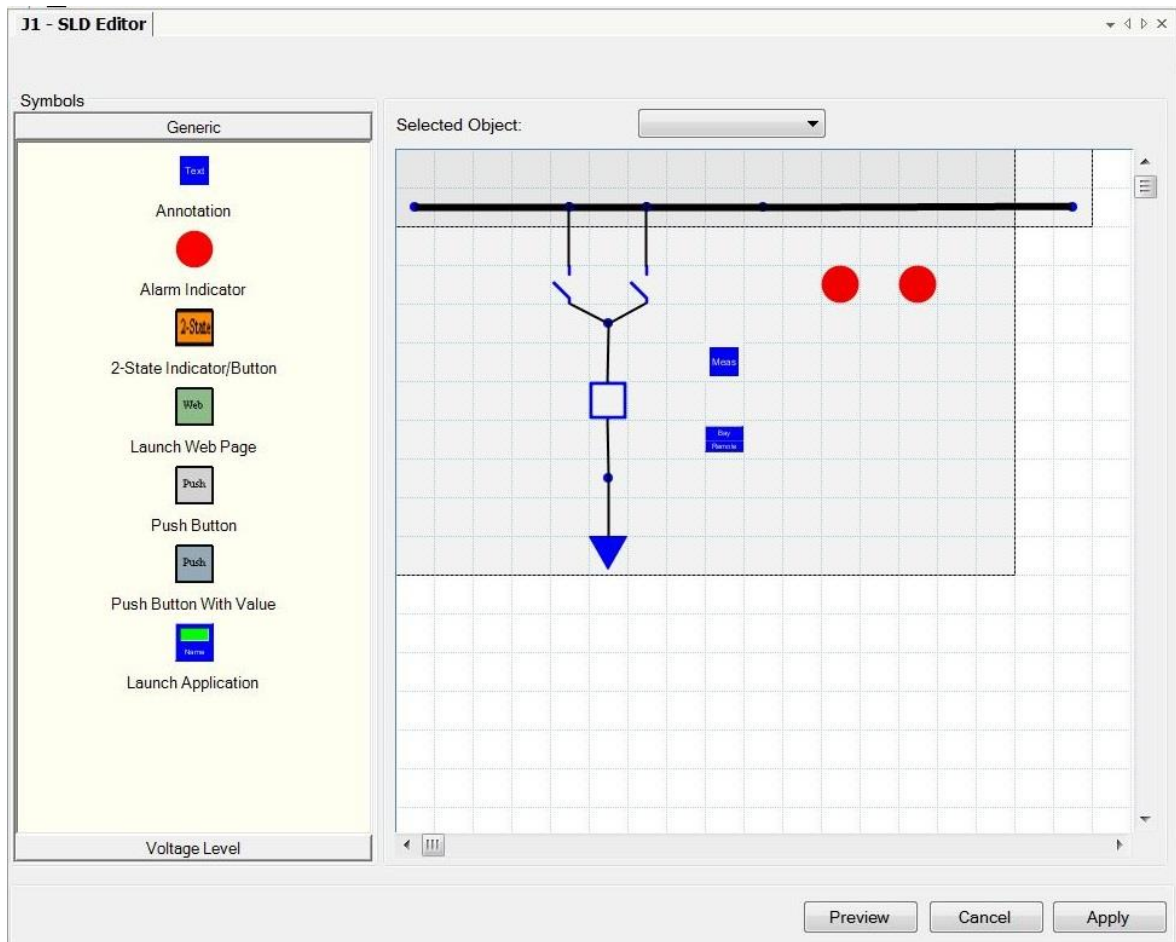 J1 - SLD Editor
Symbols
Generic
Text
Annotation
Alarm Indicator
2-State
2-State Indicator/Button
Web
Launch Web Page
Push
Push Button
Push
Push Button With Value
Name
Launch Application
Voltage Level
Selected Object:
Meas
Bay
Remote
Preview
Cancel
Apply